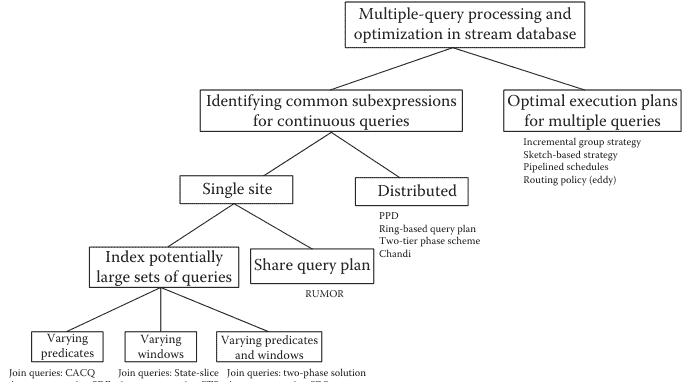 Multiple-query processing and
optimization in stream database
Identifying common subexpressions
for continuous queries
Optimal execution plans
for multiple queries
Incremental group strategy
Sketch-based strategy
Pipelined schedules
Routing policy (eddy)
Single site
Distributed
PPD
Ring-based query plan
Two-tier phase scheme
Chandi
Index potentially
large sets of queries
Share query plan
RUMOR
Varying
predicates
Varying
windows
Varying predicates
and windows
Join queries: CACQ
Join queries: State-slice
Join queries: two-phase solution